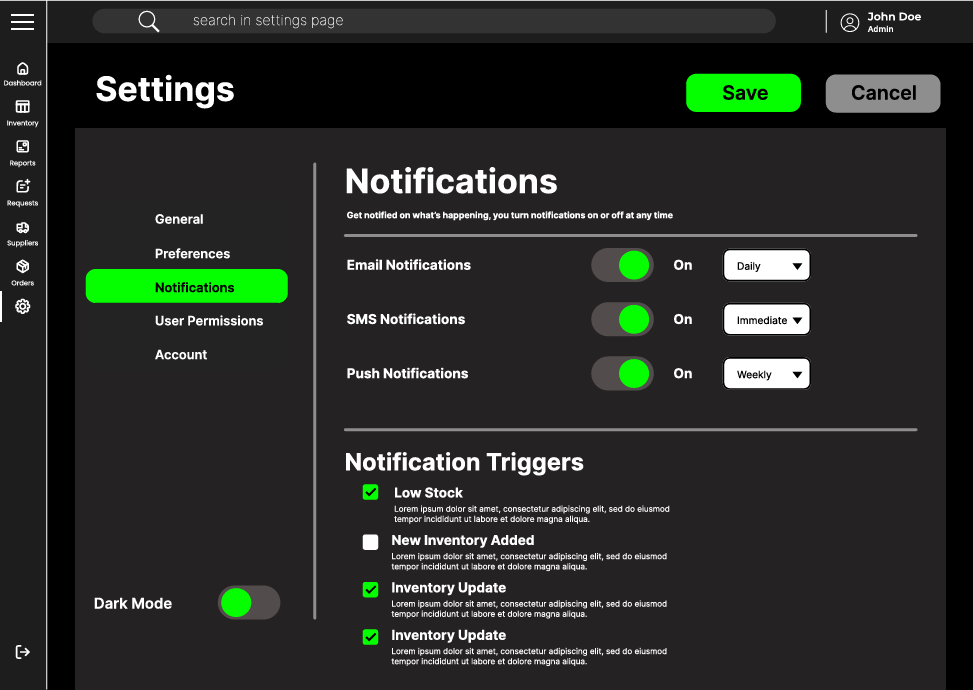 search in settings page
John Doe
Admin
Dashboard
Inventory
Reports
Requests
Suppliers
Orders
Settings
Save
Cancel
General
Preferences
Notifications
User Permissions
Account
Dark Mode
Notifications
Get notified on what's happening, you turn notifications on or off at any time
Email Notifications
On
Daily
SMS Notifications
On
Immediate
Push Notifications
On
Weekly
Notification Triggers
Low Stock
Lorem ipsum dolor sit amet, consectetur adipiscing elit, sed do eiusmod
tempor incididunt ut labore et dolore magna aliqua.
New Inventory Added
Lorem ipsum dolor sit amet, consectetur adipiscing elit, sed do eiusmod
tempor incididunt ut labore et dolore magna aliqua.
Inventory Update
Lorem ipsum dolor sit amet, consectetur adipiscing elit, sed do eiusmod
tempor incididunt ut labore et dolore magna aliqua.
Inventory Update
Lorem ipsum dolor sit amet, consectetur adipiscing elit, sed do eiusmod
tempor incididunt ut labore et dolore magna aliqua.